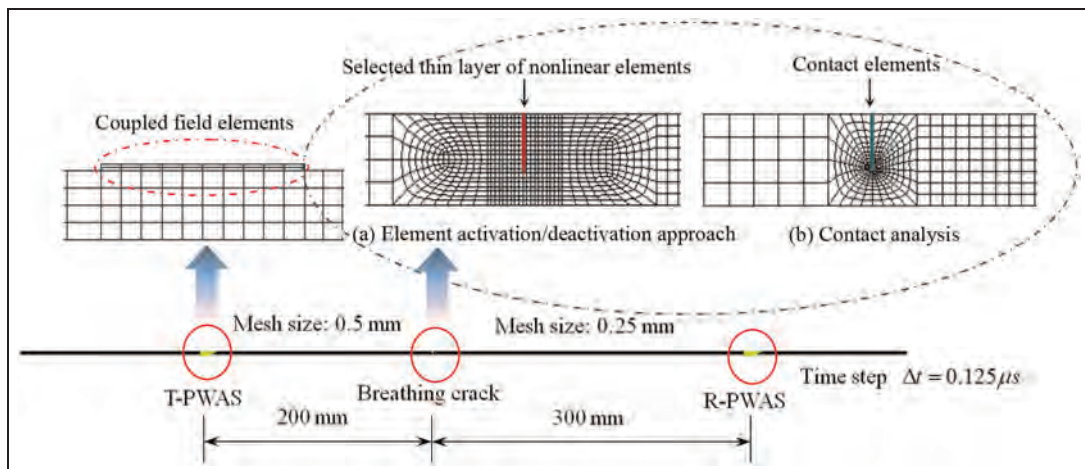 Selected thin layer of nonlinear elements
Contact elements
Coupled field elements
(a) Element activation/deactivation approach
(b) Contact analysis
Mesh size: 0.5 mm
Mesh size: 0.25 mm
Time step Δt = 0.125μs
T-PWAS
Breathing crack
R-PWAS
200 mm
300 mm